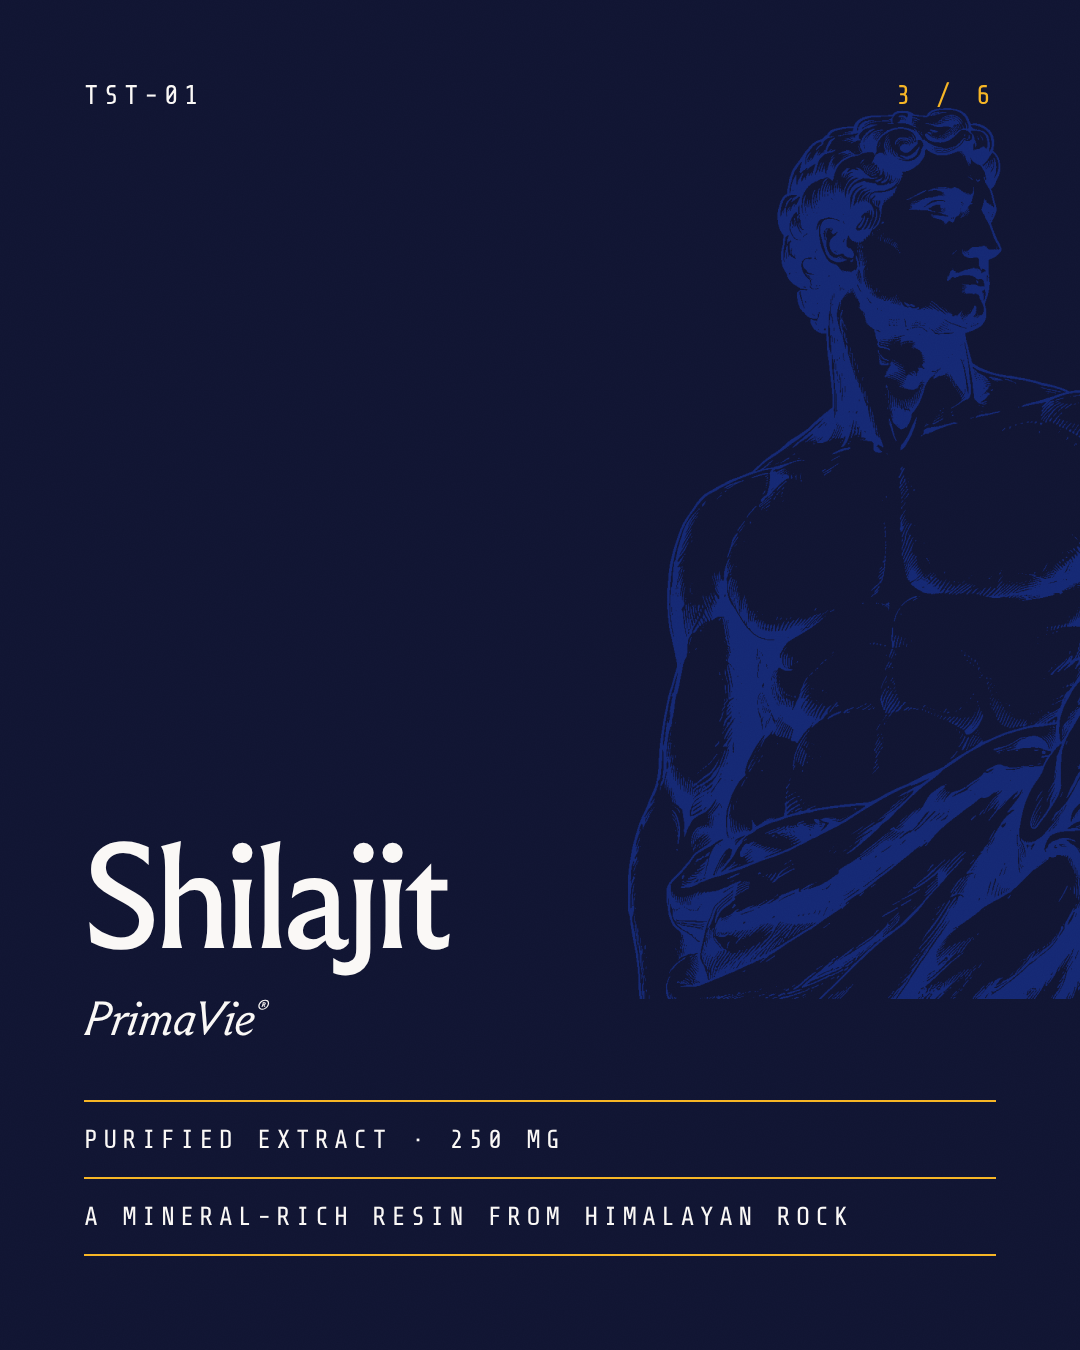 TST-01
3 / 6
Shilajit
PrimaVie®
PURIFIED EXTRACT · 250 MG
A MINERAL-RICH RESIN FROM HIMALAYAN ROCK